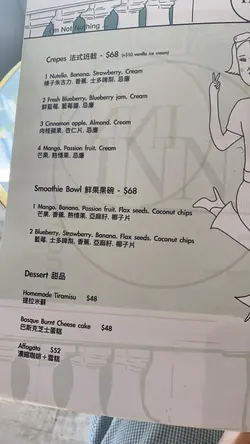 I'm Not Nothing
Crepes 法式班戟 - $68 (+$10 vanilla ice cream)
1 Nutella, Banana, Strawberry, Cream
榛子朱古力, 香蕉, 士多啤梨, 忌廉
2 Fresh Blueberry, Blueberry jam, Cream
鮮藍莓, 藍莓醬, 忌廉
3 Cinnamon apple, Almond, Cream
肉桂蘋果, 杏仁片, 忌廉
4 Mango, Passion fruit, Cream
芒果, 熱情果, 忌廉
Smoothie Bowl 鮮果果碗 - $68
1 Mango, Banana, Passion fruit, Flax seeds, Coconut chips
芒果, 香蕉, 熱情果, 亞麻籽, 椰子片
2 Blueberry, Strawberry, Banana, Flax seeds, Coconut chips
藍莓, 士多啤梨, 香蕉, 亞麻籽, 椰子片
Dessert 甜品
Homemade Tiramisu $48
提拉米蘇
Basque Burnt Cheese cake $48
巴斯克芝士蛋糕
Affogato $52
濃縮咖啡 + 雪糕